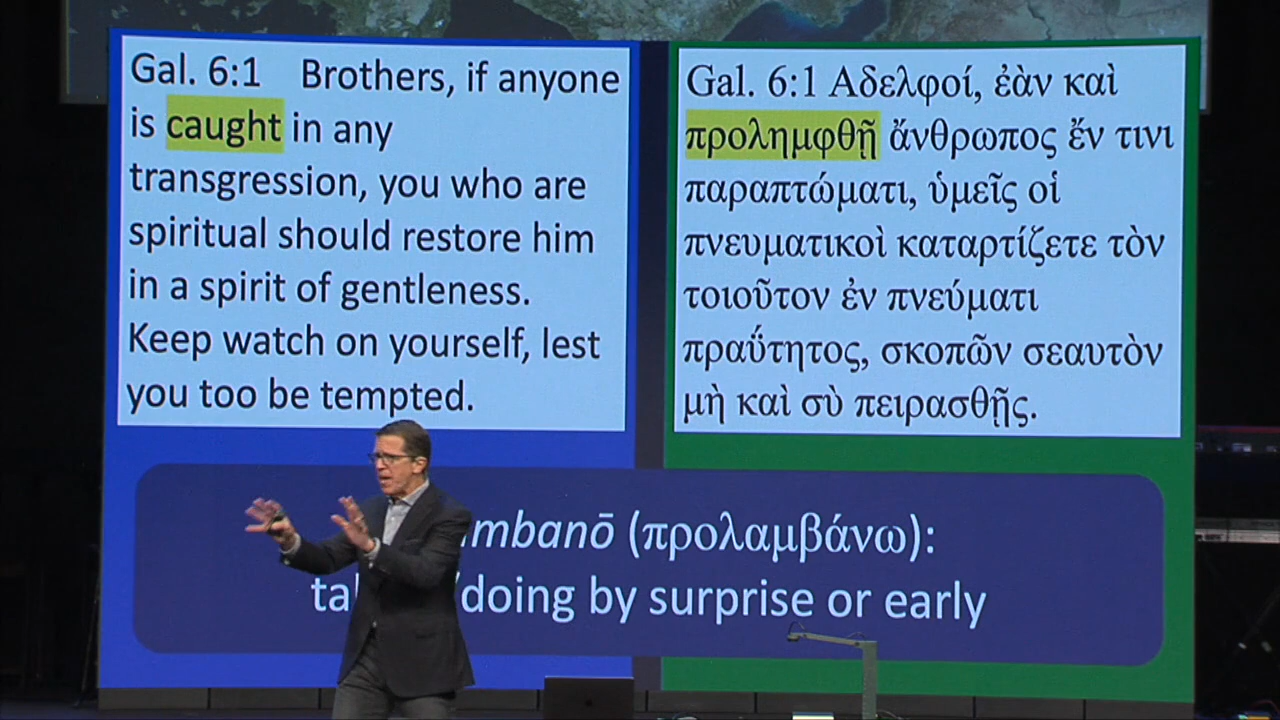 Gal. 6:1 Brothers, if anyone
is caught in any
transgression, you who are
spiritual should restore him
in a spirit of gentleness.
Keep watch on yourself, lest
you too be tempted.
Gal. 6:1 Αδελφοί, ἐὰν καὶ
προλημφθῇ ἄνθρωπος ἔν τινι
παραπτώματι, ὑμεῖς οἱ
πνευματικοὶ καταρτίζετε τὸν
τοιοῦτον ἐν πνεύματι
πραΰτητος, σκοπῶν σεαυτὸν
μὴ καὶ σὺ πειρασθῇς.
(προλαμβάνω):
doing by surprise or early